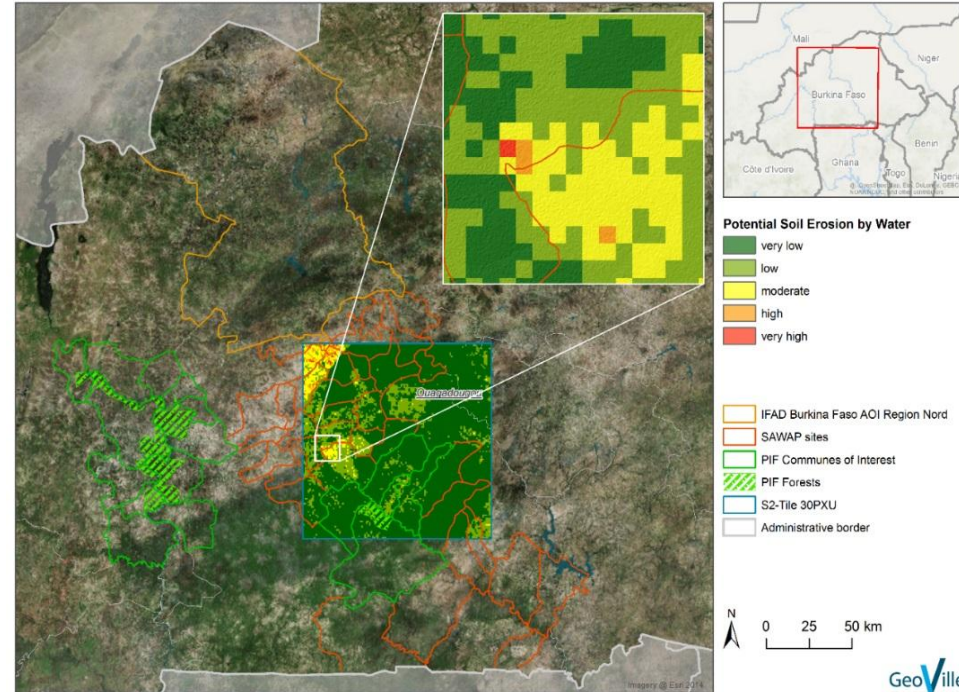 Ouagadougou
Imagery @ Esri 2014
Mali
Niger
Burkina Faso
Benin
Ghana
Togo
Nigeria
Côte d'Ivoire
Potential Soil Erosion by Water
very low
low
moderate
high
very high
IFAD Burkina Faso AOI Region Nord
SAWAP sites
PIF Communes of Interest
PIF Forests
S2-Tile 30PXU
Administrative border
N
0 25 50 km
GeoVille